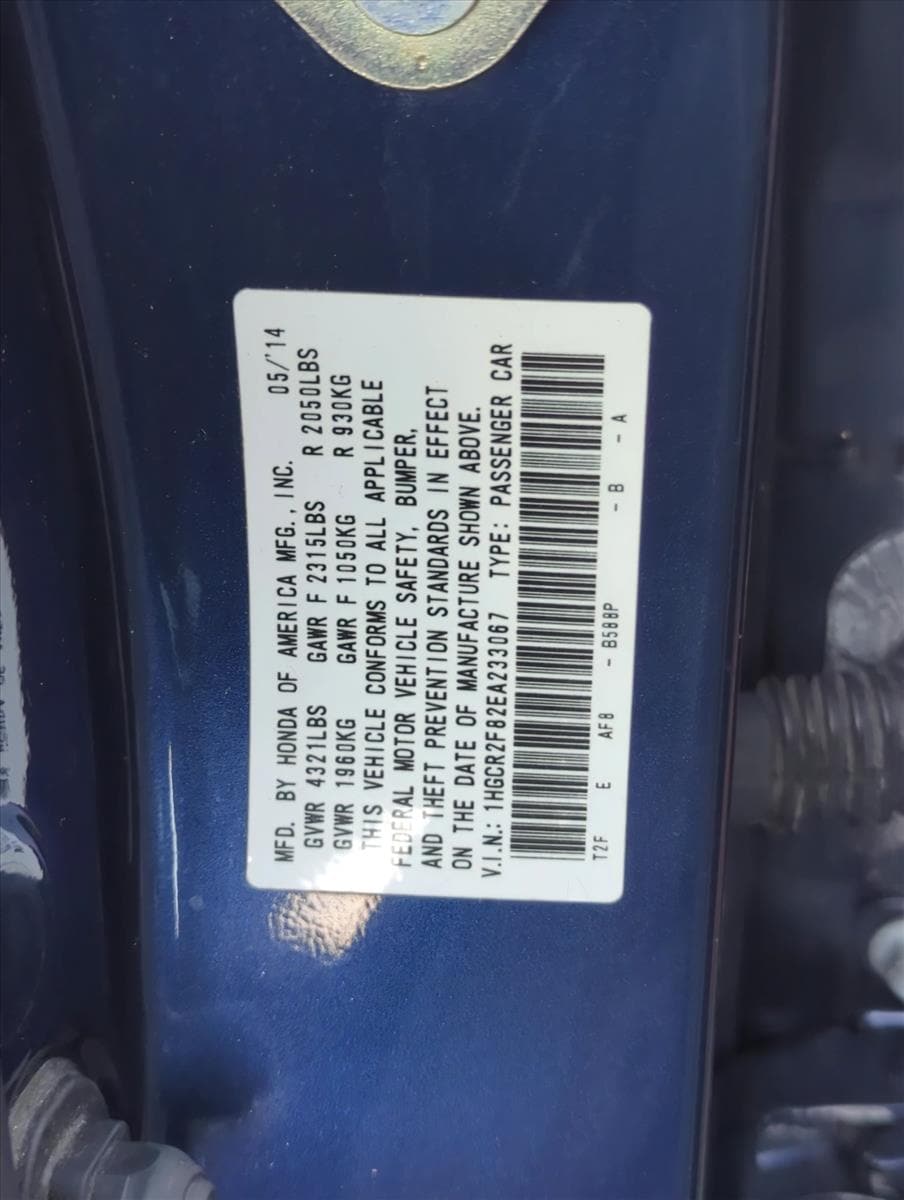 MFD. BY HONDA OF AMERICA MFG., INC. 05/'14
GVWR 4321LBS GAWR F 2315LBS R 2050LBS
GVWR 1960KG GAWR F 1050KG R 930KG
THIS VEHICLE CONFORMS TO ALL APPLICABLE
FEDERAL MOTOR VEHICLE SAFETY, BUMPER,
AND THEFT PREVENTION STANDARDS IN EFFECT
ON THE DATE OF MANUFACTURE SHOWN ABOVE.
V.I.N.: 1HGCR2F82EA233067 TYPE: PASSENGER CAR
T2F E AF8 - B588P - B - A